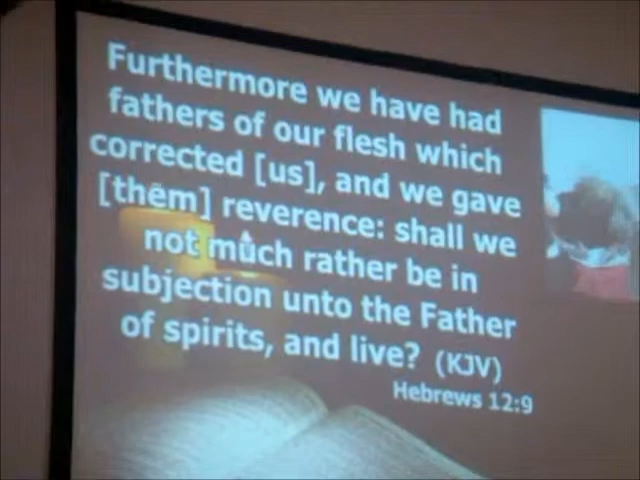 Furthermore we have had
fathers of our flesh which
corrected [us], and we gave
[them] reverence: shall we
not much rather be in
subjection unto the Father
of spirits, and live? (KJV)
Hebrews 12:9